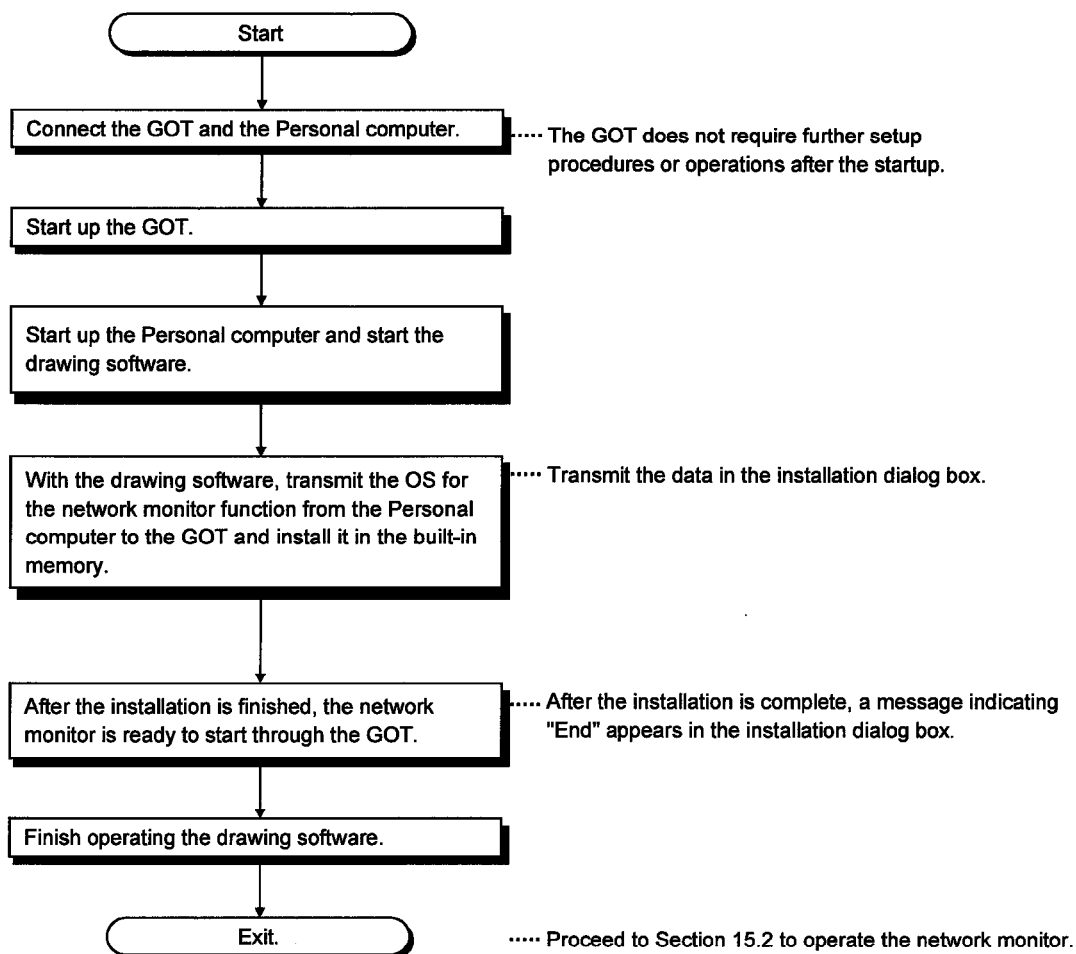 Start
Connect the GOT and the Personal computer.
····· The GOT does not require further setup
procedures or operations after the startup.
Start up the GOT.
Start up the Personal computer and start the
drawing software.
With the drawing software, transmit the OS for
the network monitor function from the Personal
computer to the GOT and install it in the built-in
memory.
····· Transmit the data in the installation dialog box.
After the installation is finished, the network
monitor is ready to start through the GOT.
····· After the installation is complete, a message indicating
"End" appears in the installation dialog box.
Finish operating the drawing software.
Exit.
····· Proceed to Section 15.2 to operate the network monitor.